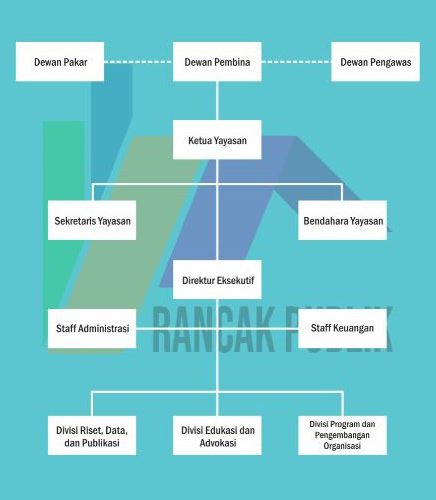 Dewan Pakar
Dewan Pembina
Dewan Pengawas
Ketua Yayasan
Sekretaris Yayasan
Bendahara Yayasan
Direktur Eksekutif
RANCAK PUBLIK
Staff Administrasi
Staff Keuangan
Divisi Riset, Data,
dan Publikasi
Divisi Edukasi dan
Advokasi
Divisi Program dan
Pengembangan
Organisasi